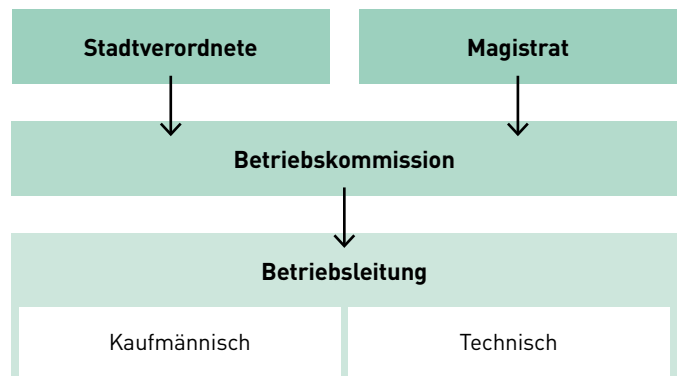 Stadtverordnete
Magistrat
Betriebskommission
Betriebsleitung
Kaufmännisch
Technisch